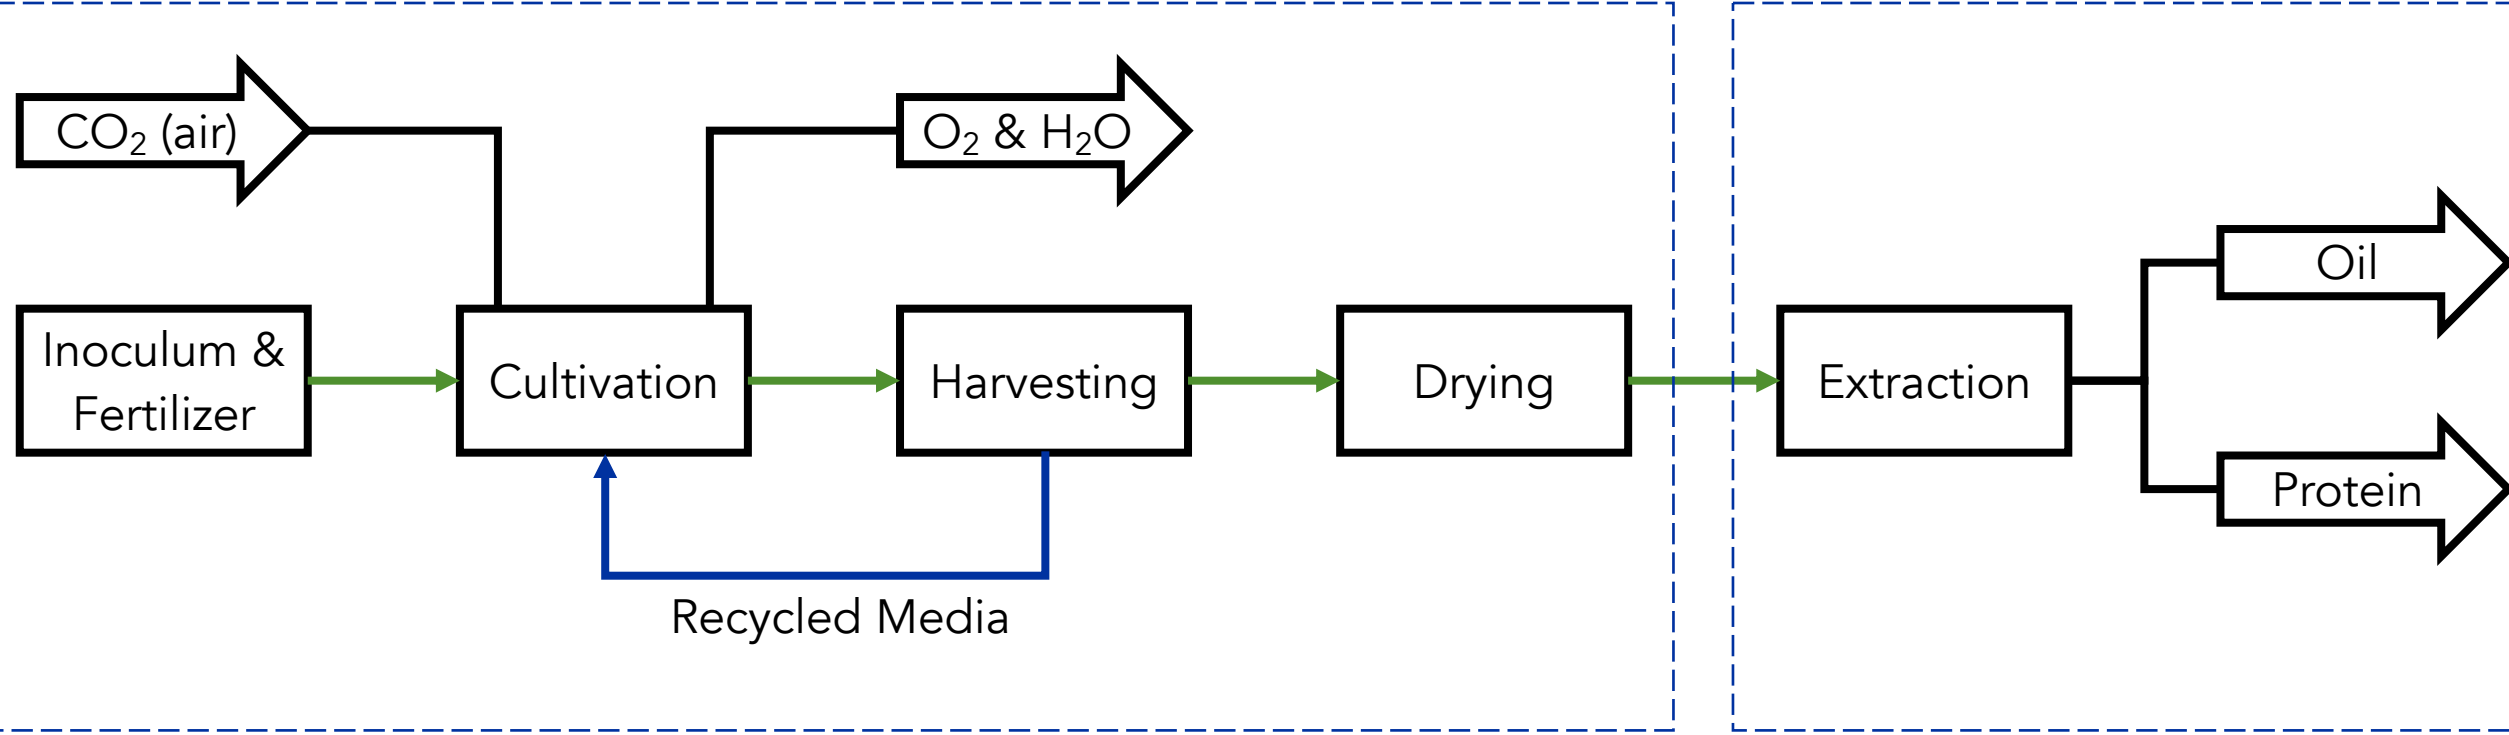 CO₂ (air)
O₂ & H₂O
Oil
Inoculum &
Fertilizer
Cultivation
Harvesting
Drying
Extraction
Protein
Recycled Media